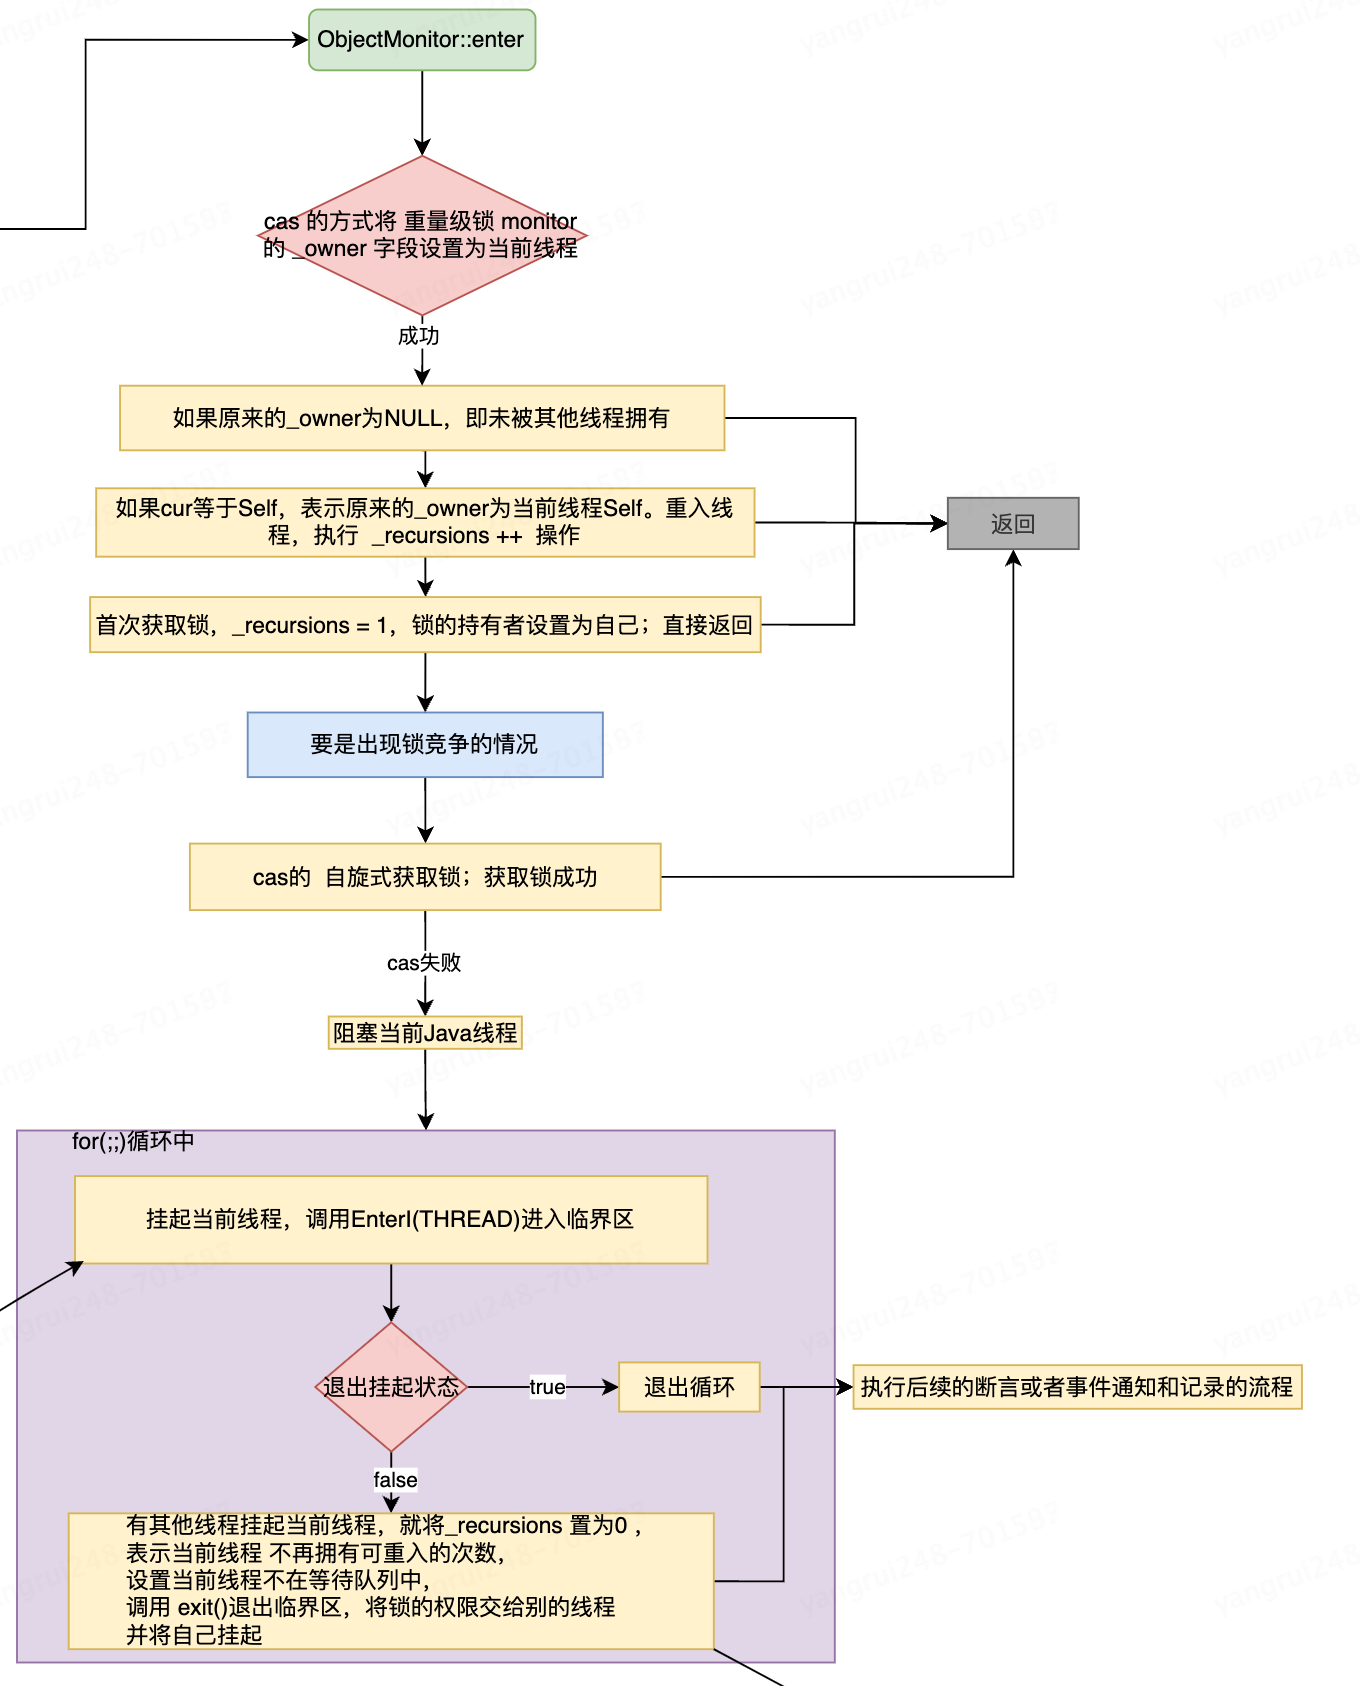 ObjectMonitor::enter
cas 的方式将 重量级锁 monitor
的 _owner 字段设置为当前线程
成功
如果原来的_owner为NULL，即未被其他线程拥有
如果cur等于Self，表示原来的_owner为当前线程Self。重入线
程，执行 _recursions ++ 操作
返回
首次获取锁，_recursions = 1，锁的持有者设置为自己；直接返回
要是出现锁竞争的情况
cas的 自旋式获取锁；获取锁成功
cas失败
阻塞当前Java线程
for(;;)循环中
挂起当前线程，调用EnterI(THREAD)进入临界区
退出挂起状态
true
退出循环
执行后续的断言或者事件通知和记录的流程
false
有其他线程挂起当前线程，就将_recursions 置为0，
表示当前线程 不再拥有可重入的次数，
设置当前线程不在等待队列中，
调用 exit()退出临界区，将锁的权限交给别的线程
并将自己挂起
yangrui248-701587